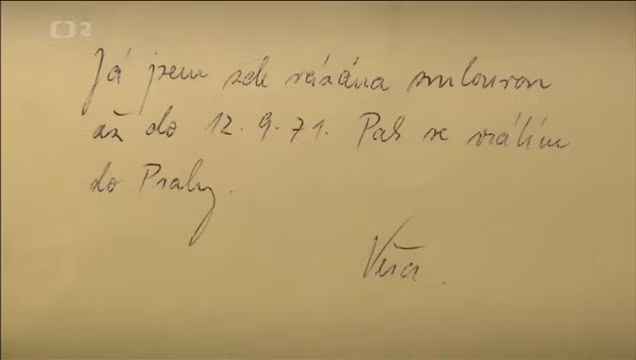 ČT2
Já jsem zde vázána smlouvou
až do 12. 9. 71. Pak se vrátím
do Prahy.
Věra.